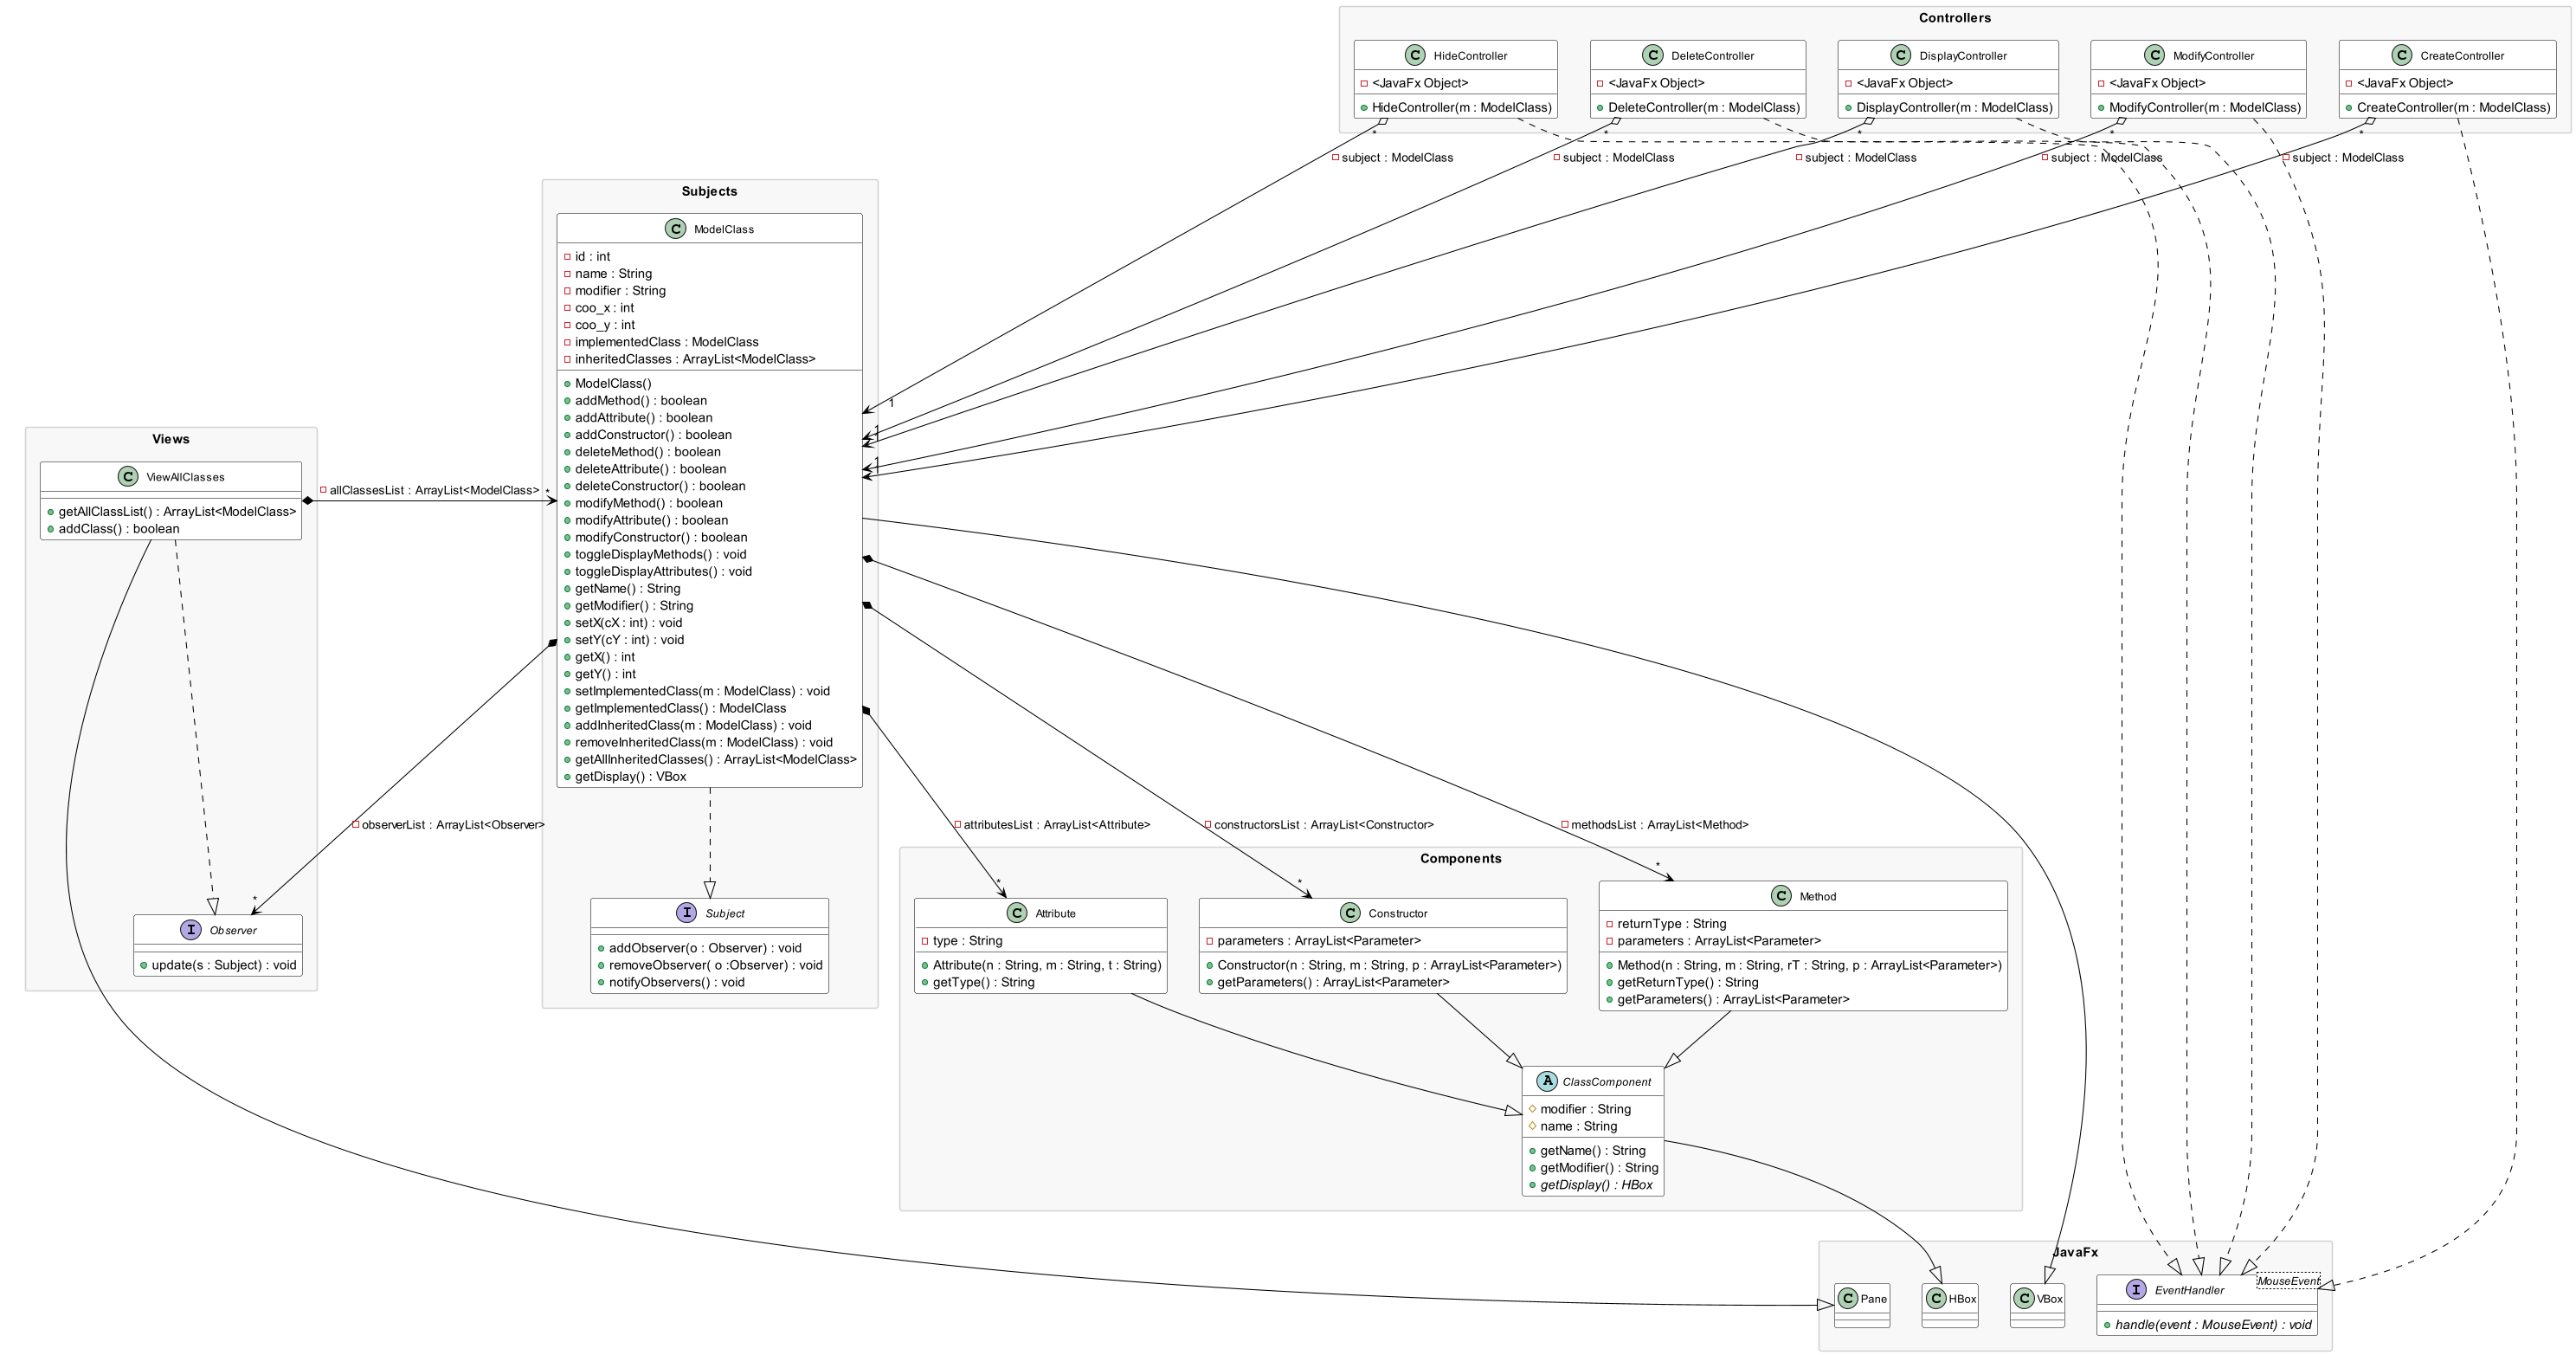 Controllers
C HideController
<JavaFx Object>
HideController(m : ModelClass)
C DeleteController
<JavaFx Object>
DeleteController(m : ModelClass)
C DisplayController
<JavaFx Object>
DisplayController(m : ModelClass)
C ModifyController
<JavaFx Object>
ModifyController(m : ModelClass)
C CreateController
<JavaFx Object>
CreateController(m : ModelClass)
* * * * *
subject : ModelClass
subject : ModelClass
subject : ModelClass
subject : ModelClass
subject : ModelClass
Subjects
C ModelClass
id : int
name : String
modifier : String
coo_x : int
coo_y : int
implementedClass : ModelClass
inheritedClasses : ArrayList<ModelClass>
ModelClass()
addMethod() : boolean
addAttribute() : boolean
addConstructor() : boolean
deleteMethod() : boolean
deleteAttribute() : boolean
deleteConstructor() : boolean
modifyMethod() : boolean
modifyAttribute() : boolean
modifyConstructor() : boolean
toggleDisplayMethods() : void
toggleDisplayAttributes() : void
getName() : String
getModifier() : String
setX(cX : int) : void
setY(cY : int) : void
getX() : int
getY() : int
setImplementedClass(m : ModelClass) : void
getImplementedClass() : ModelClass
addInheritedClass(m : ModelClass) : void
removeInheritedClass(m : ModelClass) : void
getAllInheritedClasses() : ArrayList<ModelClass>
getDisplay() : VBox
1
1
1
1
1
Views
C ViewAllClasses
getAllClassList() : ArrayList<ModelClass>
addClass() : boolean
allClassesList : ArrayList<ModelClass>
*
observerList : ArrayList<Observer>
*
I Observer
update(s : Subject) : void
I Subject
addObserver(o : Observer) : void
removeObserver( o :Observer) : void
notifyObservers() : void
attributesList : ArrayList<Attribute>
*
constructorsList : ArrayList<Constructor>
*
methodsList : ArrayList<Method>
*
Components
C Attribute
type : String
Attribute(n : String, m : String, t : String)
getType() : String
C Constructor
parameters : ArrayList<Parameter>
Constructor(n : String, m : String, p : ArrayList<Parameter>)
getParameters() : ArrayList<Parameter>
C Method
returnType : String
parameters : ArrayList<Parameter>
Method(n : String, m : String, rT : String, p : ArrayList<Parameter>)
getReturnType() : String
getParameters() : ArrayList<Parameter>
A ClassComponent
modifier : String
name : String
getName() : String
getModifier() : String
getDisplay() : HBox
JavaFx
C Pane
C HBox
C VBox
I EventHandler
MouseEvent
handle(event : MouseEvent) : void